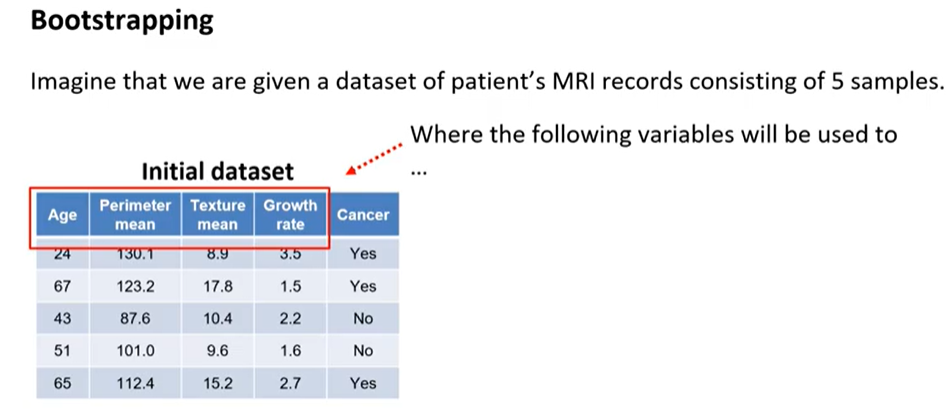 Bootstrapping
Imagine that we are given a dataset of patient’s MRI records consisting of 5 samples.
Where the following variables will be used to
...
Initial dataset
Age Perimeter mean Texture mean Growth rate Cancer
24 130.1 8.9 3.5 Yes
67 123.2 17.8 1.5 Yes
43 87.6 10.4 2.2 No
51 101.0 9.6 1.6 No
65 112.4 15.2 2.7 Yes